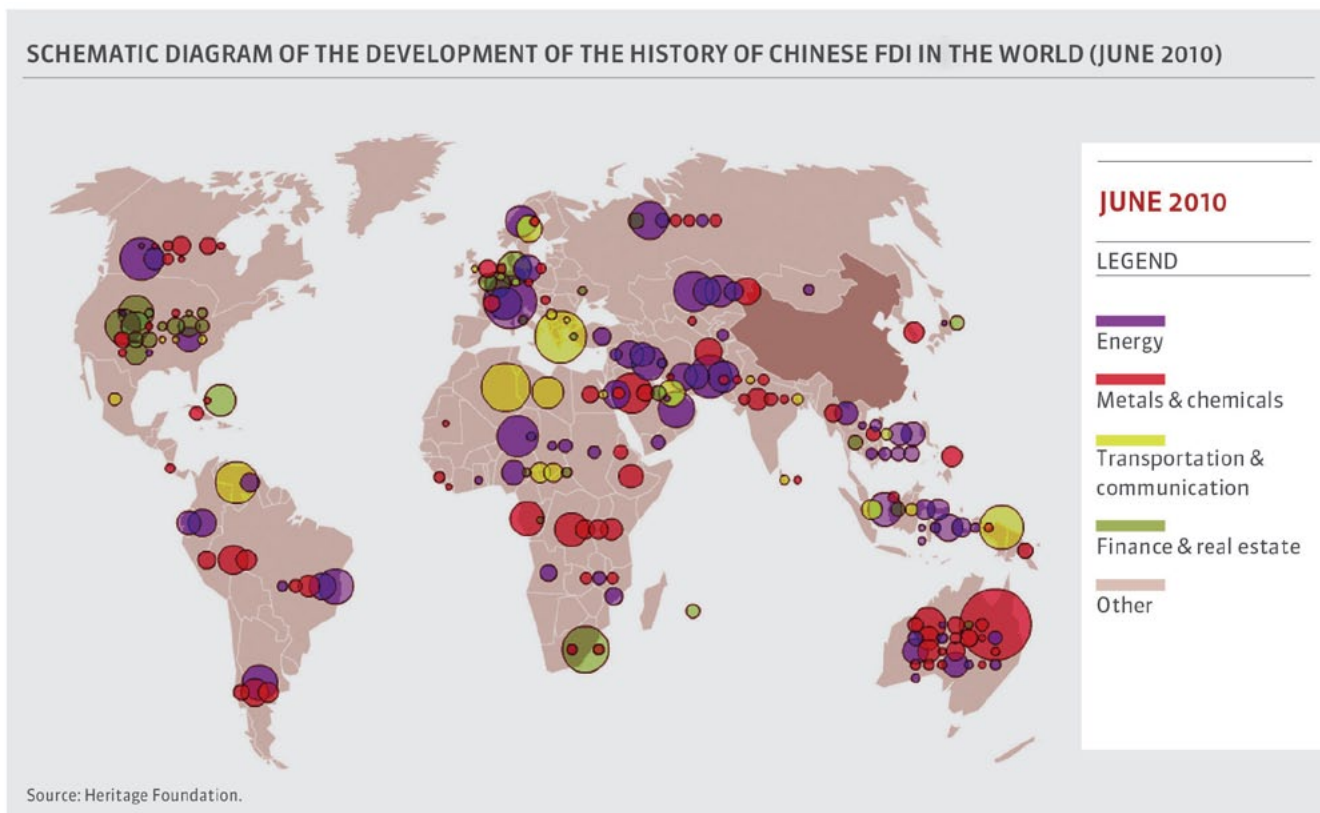 SCHEMATIC DIAGRAM OF THE DEVELOPMENT OF THE HISTORY OF CHINESE FDI IN THE WORLD (JUNE 2010)
JUNE 2010
LEGEND
Energy
Metals & chemicals
Transportation &
communication
Finance & real estate
Other
Source: Heritage Foundation.